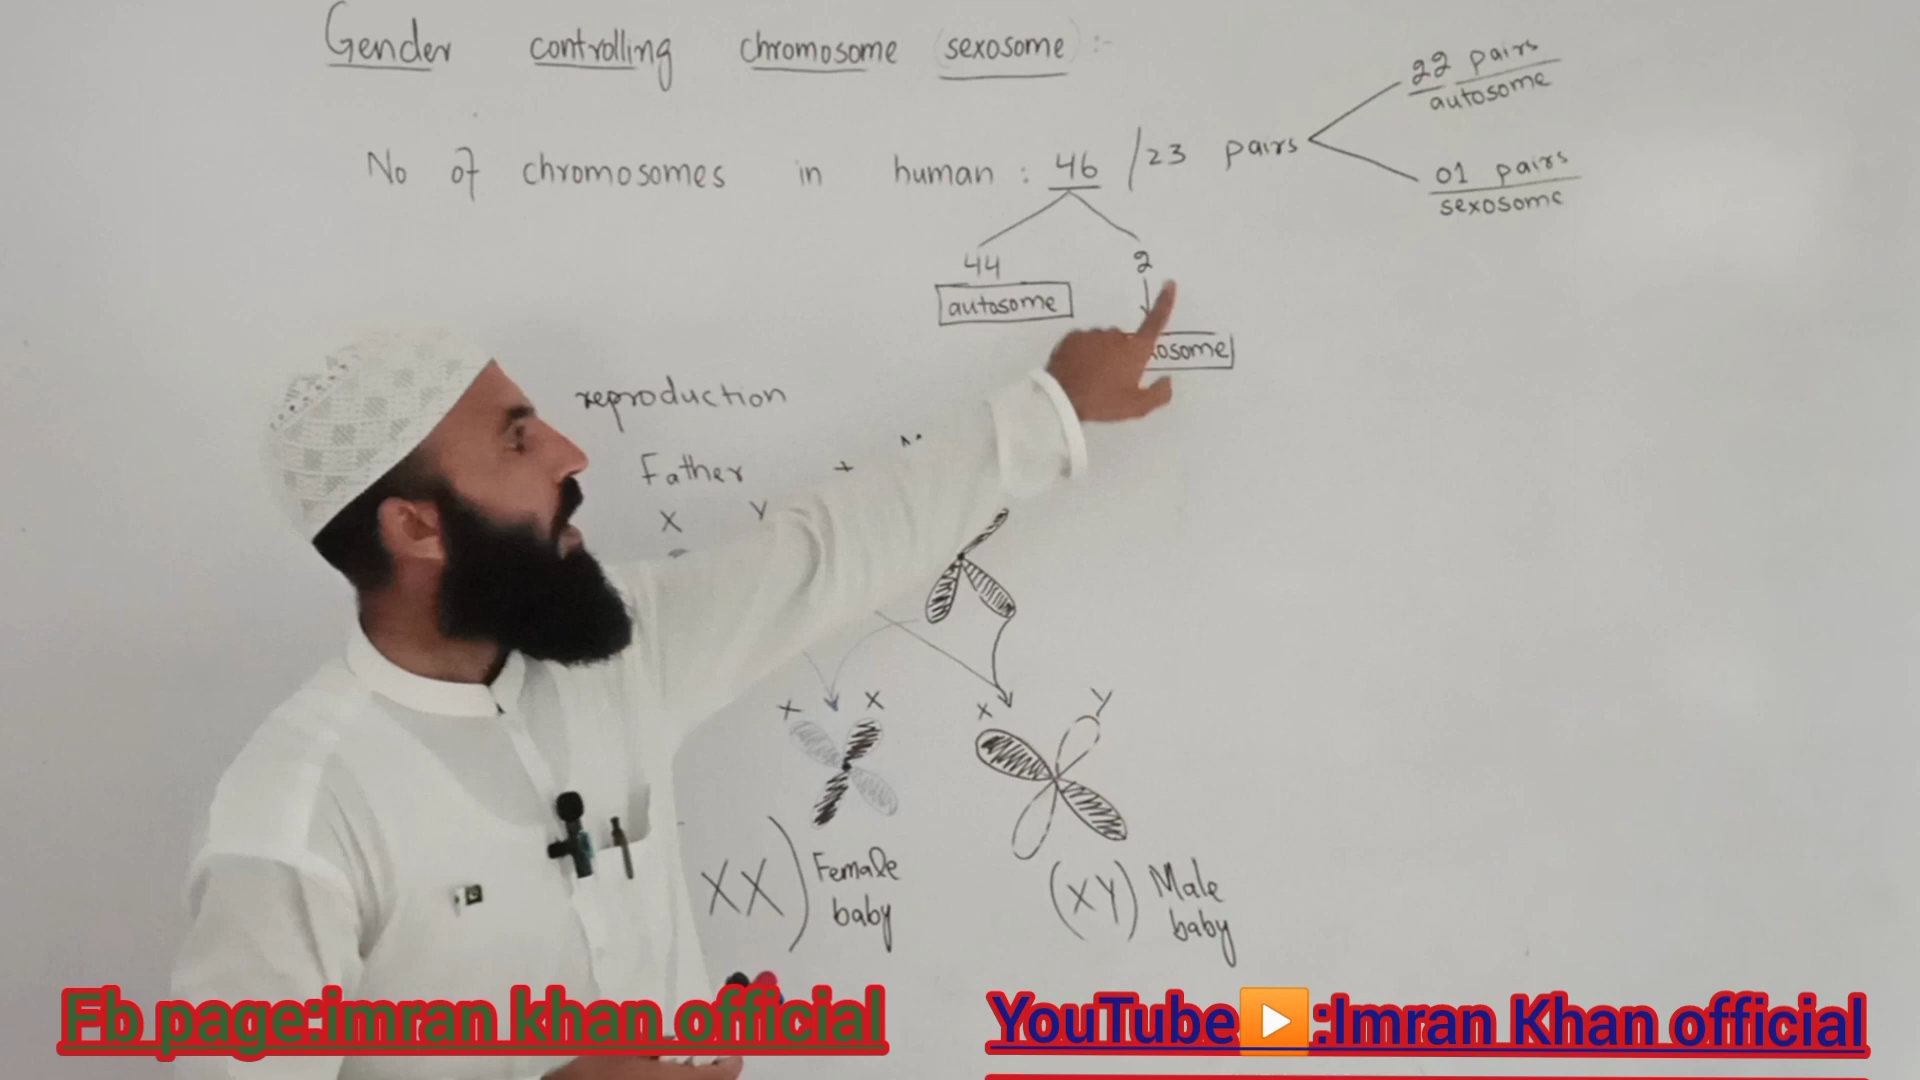 Gender controlling chromosome (sexosome) :-
22 pairs
autosome
No of chromosomes in human : 46 / 23 pairs
01 pairs
sexosome
44 2
autosome
osome
reproduction
Father +
X Y
X X X Y
XX) Female baby
(XY) Male baby
Fb page:imran khan official
YouTube▶️:Imran Khan official